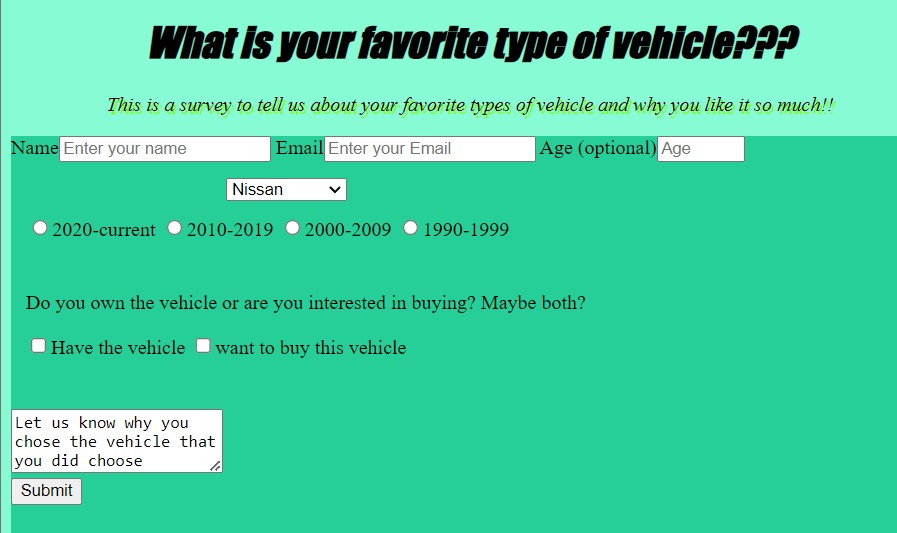 What is your favorite type of vehicle???
This is a survey to tell us about your favorite types of vehicle and why you like it so much!!
Name Enter your name Email Enter your Email Age (optional) Age
Nissan
2020-current 2010-2019 2000-2009 1990-1999
Do you own the vehicle or are you interested in buying? Maybe both?
Have the vehicle want to buy this vehicle
Let us know why you
chose the vehicle that
you did choose
Submit